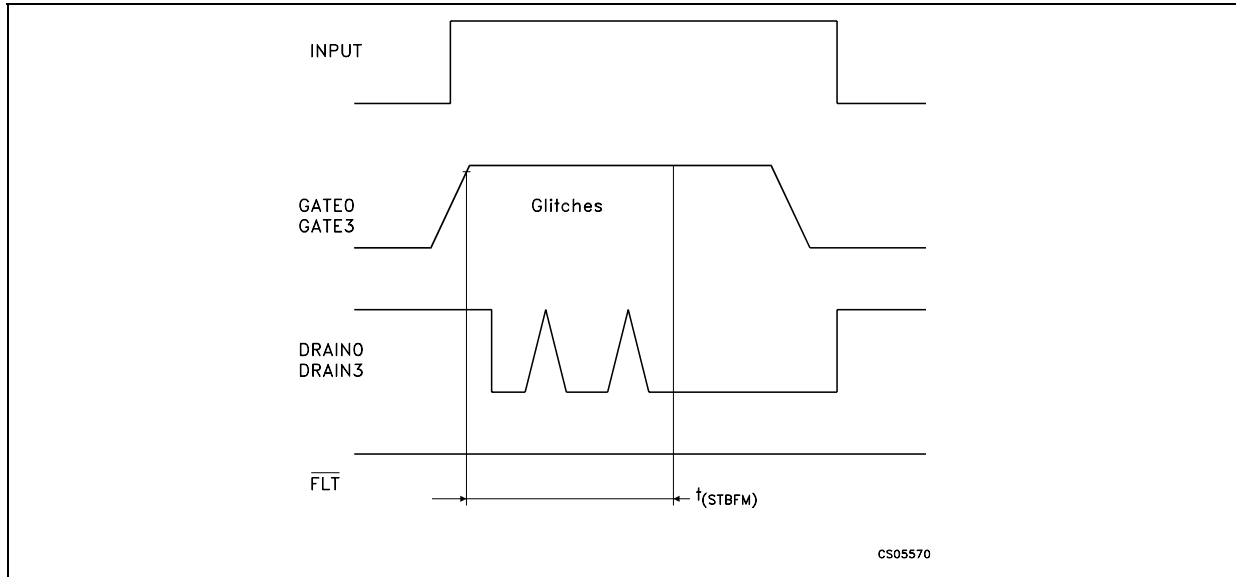 INPUT
GATE0
GATE3
Glitches
DRAIN0
DRAIN3
FLT
t(STBFM)
CS05570